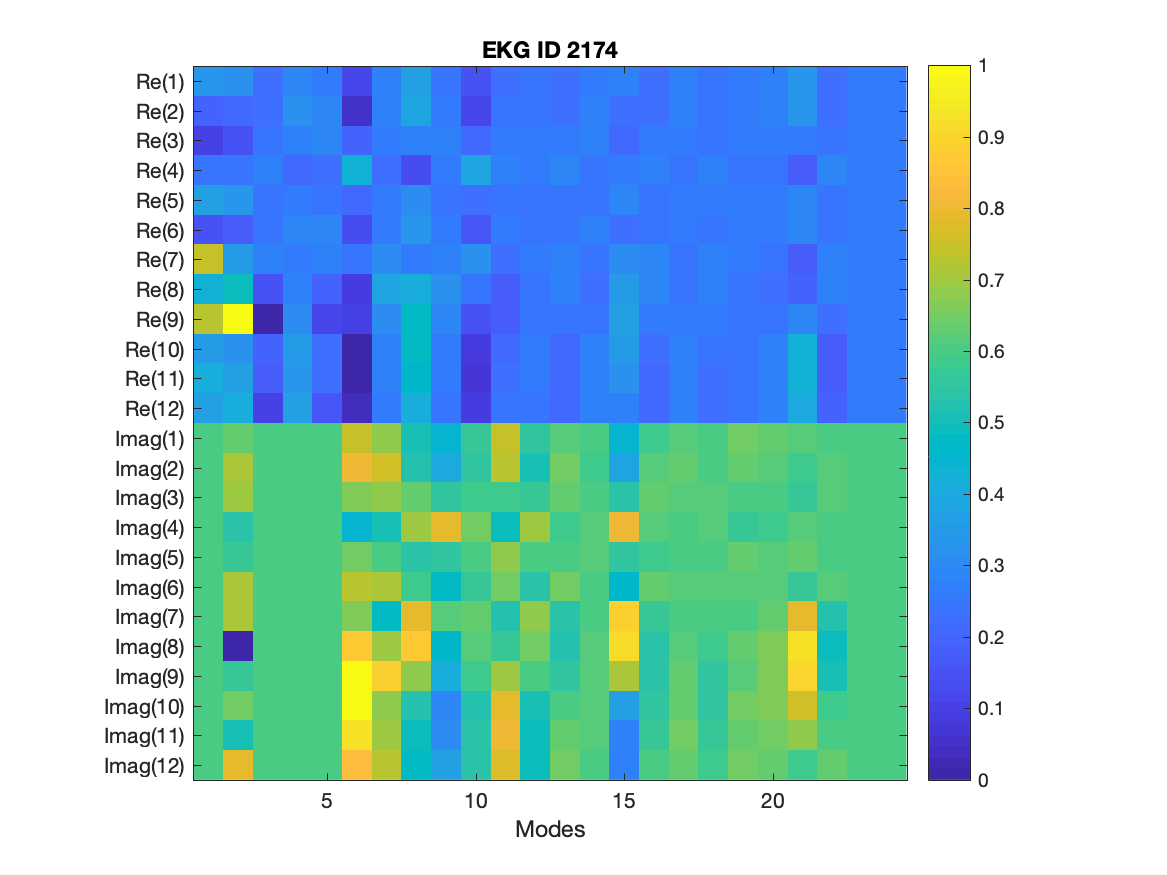 EKG ID 2174
Re(1)
Re(2)
Re(3)
Re(4)
Re(5)
Re(6)
Re(7)
Re(8)
Re(9)
Re(10)
Re(11)
Re(12)
Imag(1)
Imag(2)
Imag(3)
Imag(4)
Imag(5)
Imag(6)
Imag(7)
Imag(8)
Imag(9)
Imag(10)
Imag(11)
Imag(12)
5 10 15 20
Modes
1
0.9
0.8
0.7
0.6
0.5
0.4
0.3
0.2
0.1
0